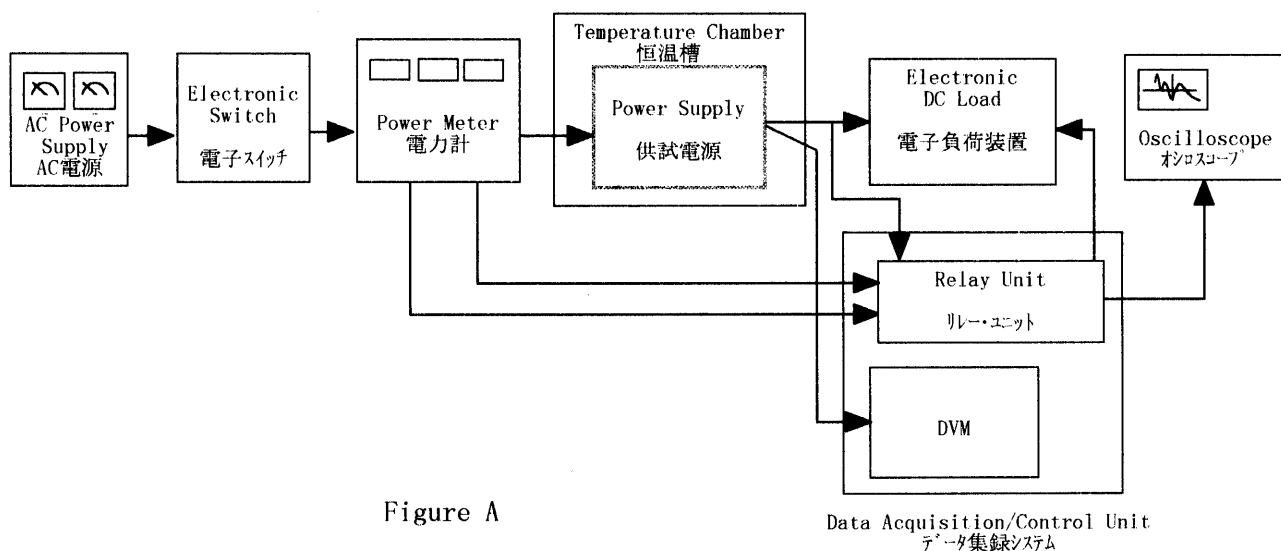 AC Power
Supply
AC電源
Electronic
Switch
電子スイッチ
Power Meter
電力計
Temperature Chamber
恒温槽
Power Supply
供試電源
Electronic
DC Load
電子負荷装置
Oscilloscope
オシロスコープ
Relay Unit
リレー・ユニット
DVM
Data Acquisition/Control Unit
データ集録システム
Figure A